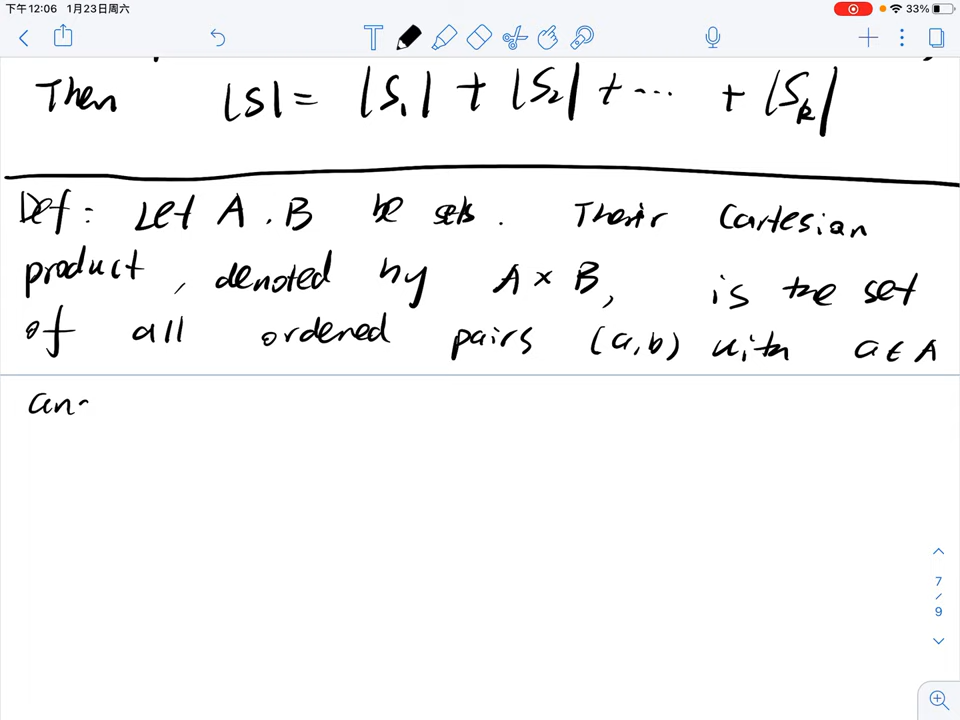 下午12:06 1月23日周六 33%
Then |S| = |S₁| + |S₂| + ... + |Sₖ|
Def: Let A, B be sets. Their Cartesian
product, denoted by A × B, is the set
of all ordered pairs (a,b) with a ∈ A
an
7
/
9